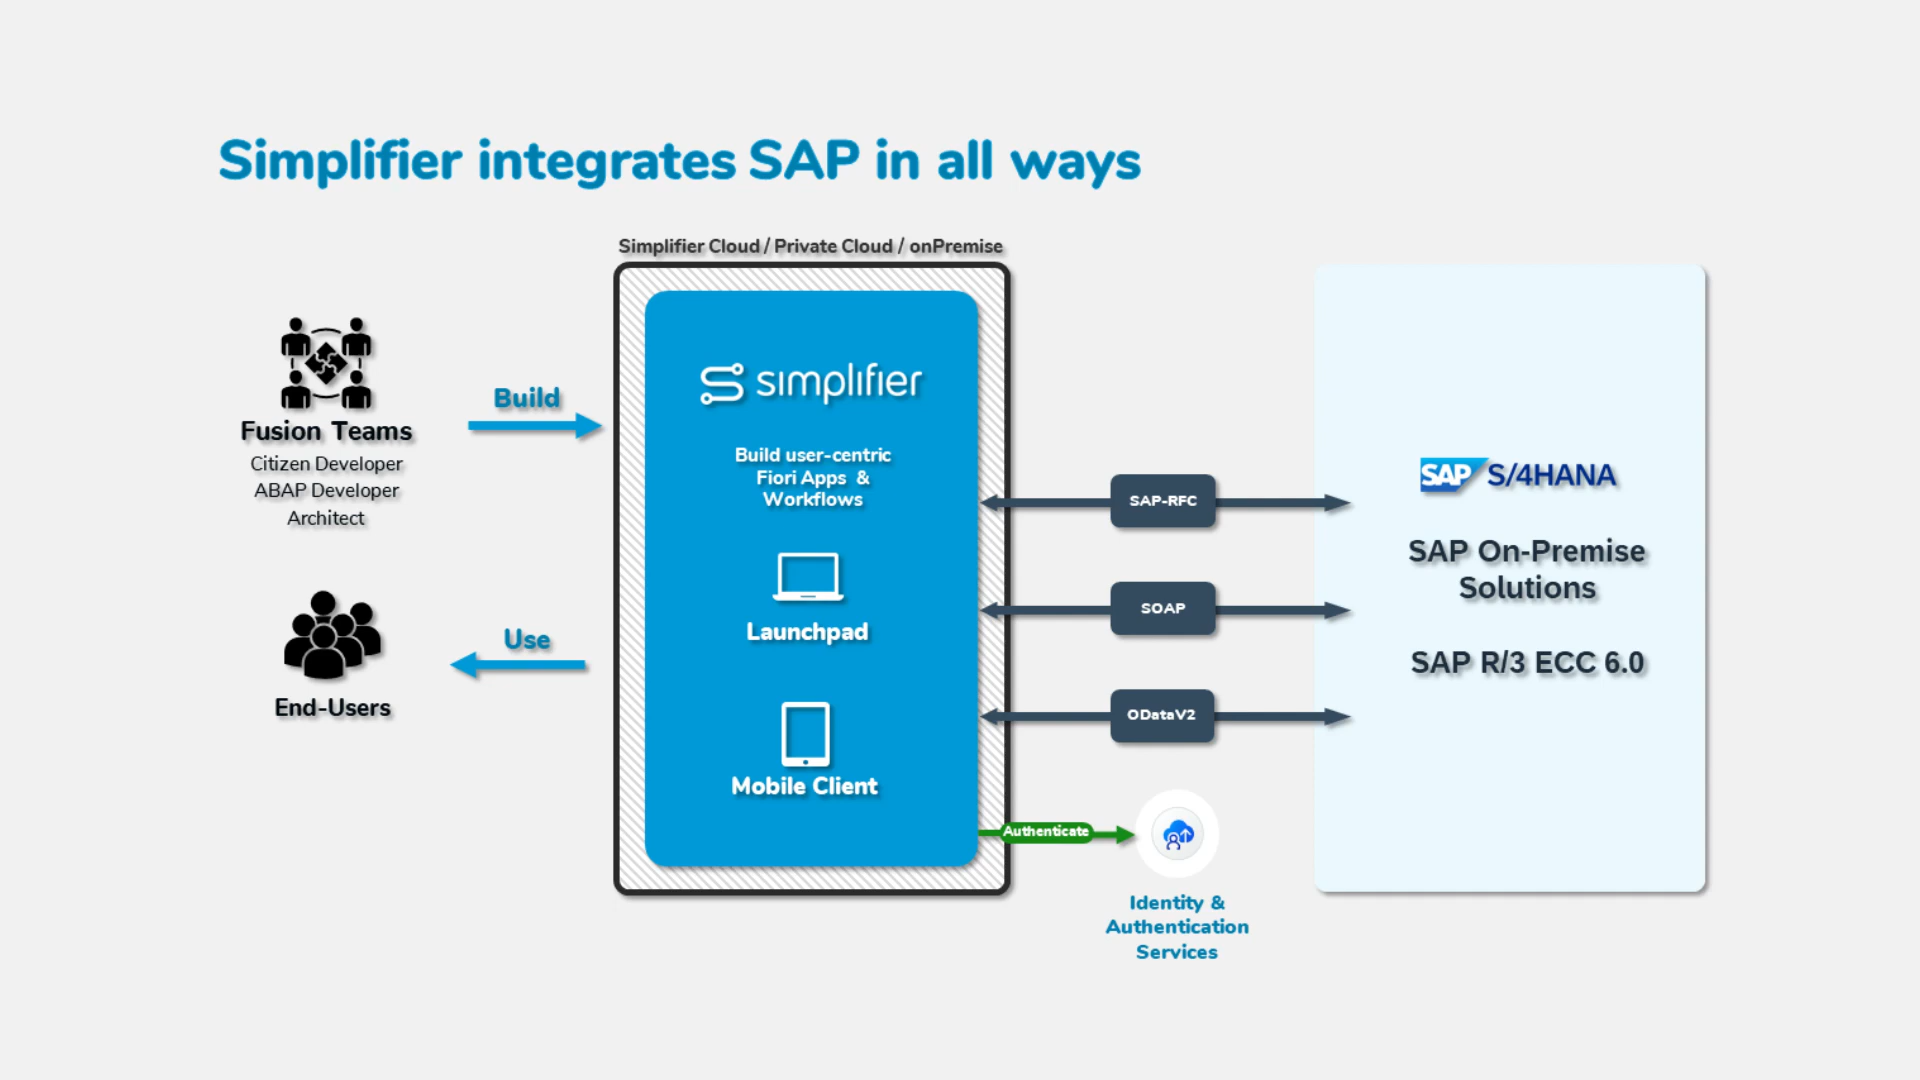 Simplifier integrates SAP in all ways
Simplifier Cloud / Private Cloud / onPremise
Fusion Teams
Citizen Developer
ABAP Developer
Architect
Build
End-Users
Use
simplifier
Build user-centric
Fiori Apps &
Workflows
Launchpad
Mobile Client
SAP-RFC
SOAP
ODataV2
Authenticate
Identity &
Authentication
Services
SAP S/4HANA
SAP On-Premise
Solutions
SAP R/3 ECC 6.0